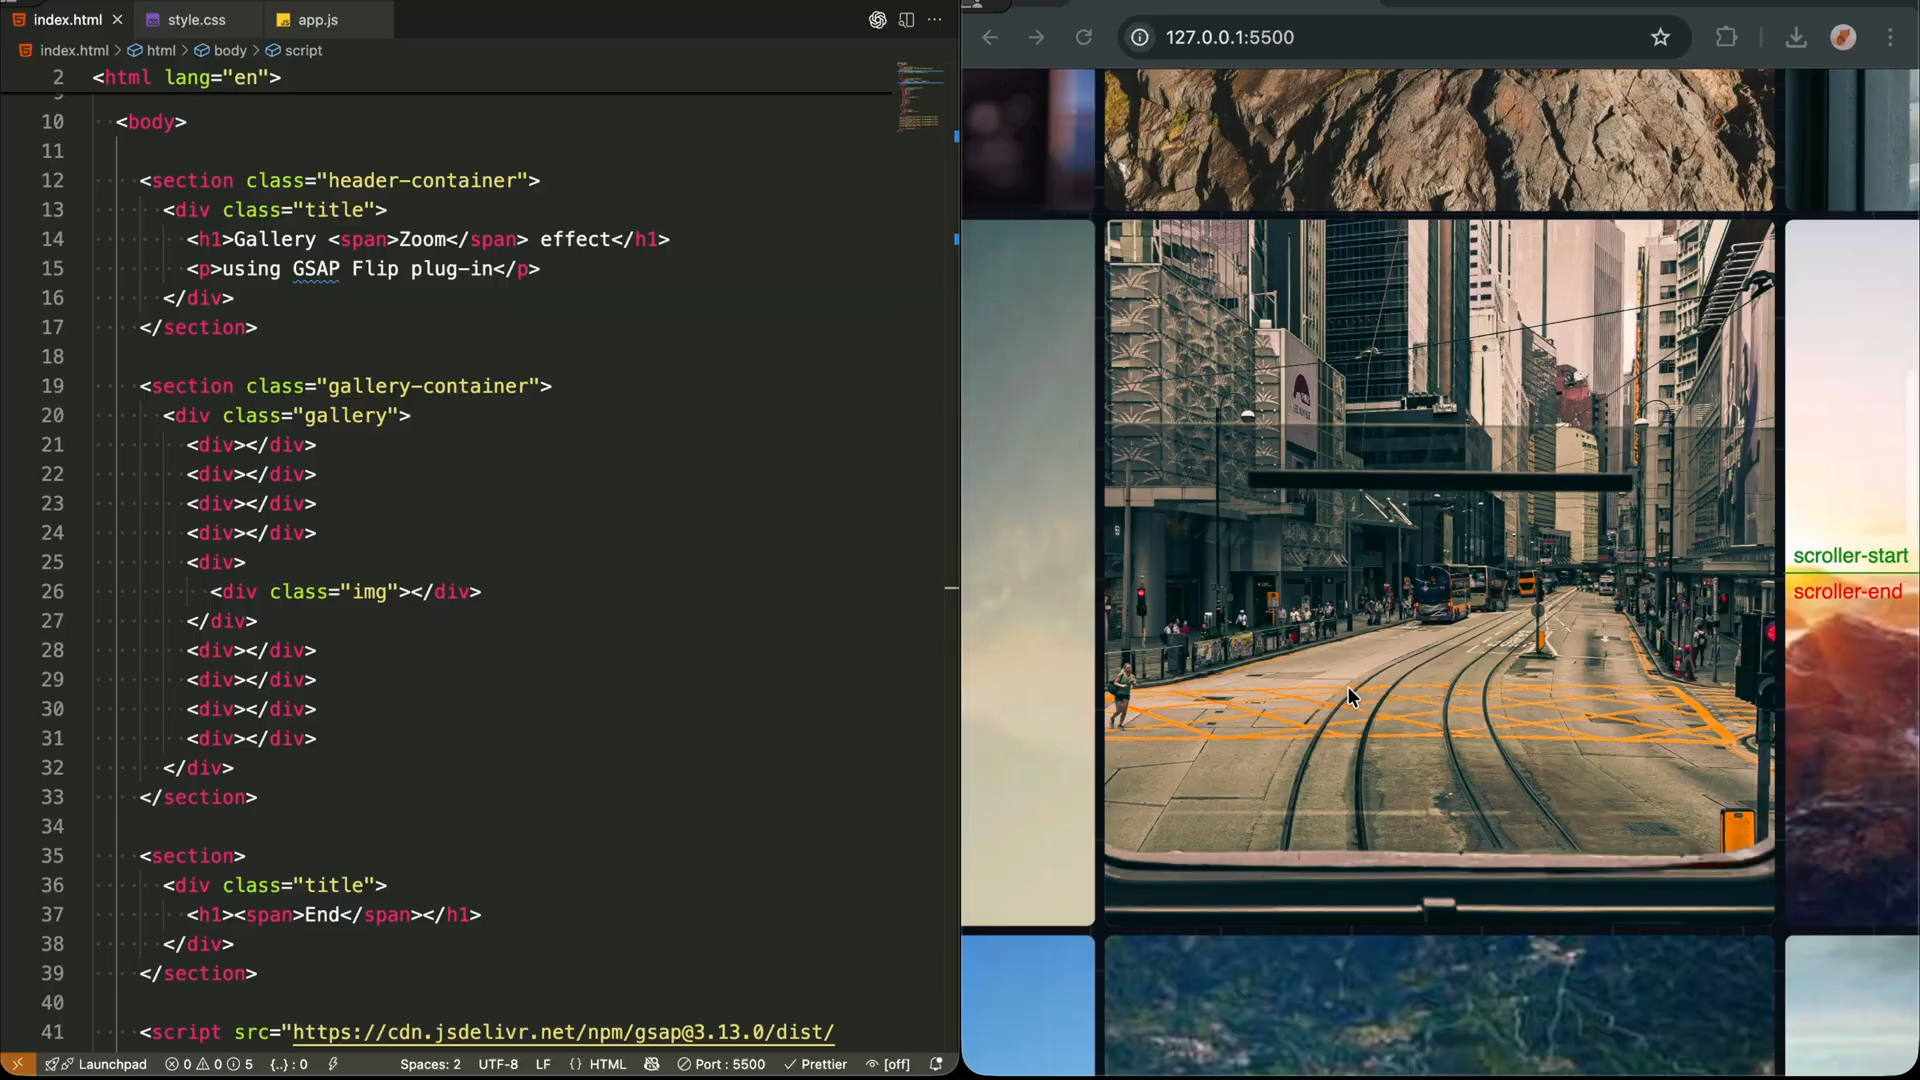 index.html
style.css
JS app.js
index.html > html > body > script
2 <html lang="en">
10 <body>
11
12 <section class="header-container">
13 <div class="title">
14 <h1>Gallery <span>Zoom</span> effect</h1>
15 <p>using GSAP Flip plug-in</p>
16 </div>
17 </section>
18
19 <section class="gallery-container">
20 <div class="gallery">
21 <div></div>
22 <div></div>
23 <div></div>
24 <div></div>
25 <div>
26 <div class="img"></div>
27 </div>
28 <div></div>
29 <div></div>
30 <div></div>
31 <div></div>
32 </div>
33 </section>
34
35 <section>
36 <div class="title">
37 <h1><span>End</span></h1>
38 </div>
39 </section>
40
41 <script src="https://cdn.jsdelivr.net/npm/gsap@3.13.0/dist/
Launchpad 0 0 5 {..} : 0 Spaces: 2 UTF-8 LF {} HTML Port : 5500 Prettier [off]
127.0.0.1:5500
scroller-start
scroller-end